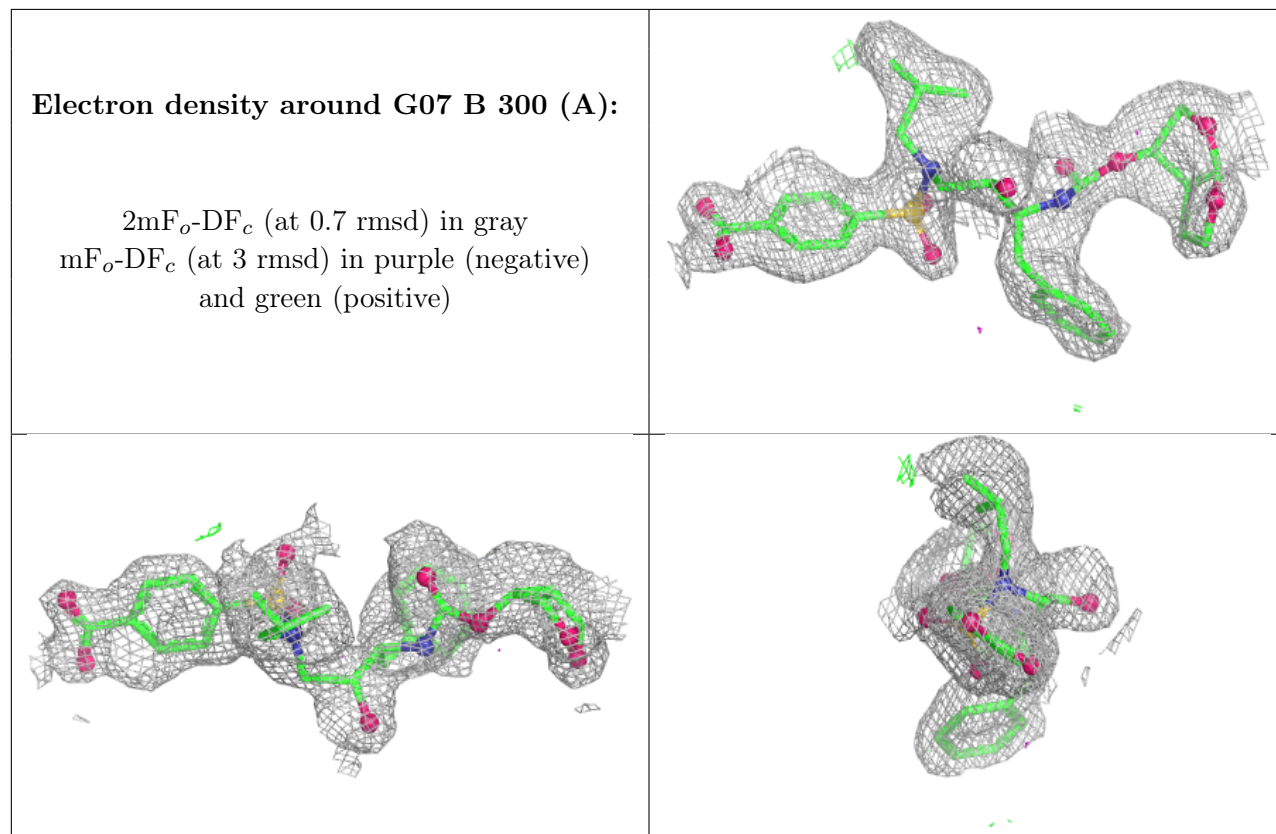 Electron density around G07 B 300 (A):
2mFo-DFc (at 0.7 rmsd) in gray
mFo-DFc (at 3 rmsd) in purple (negative)
and green (positive)